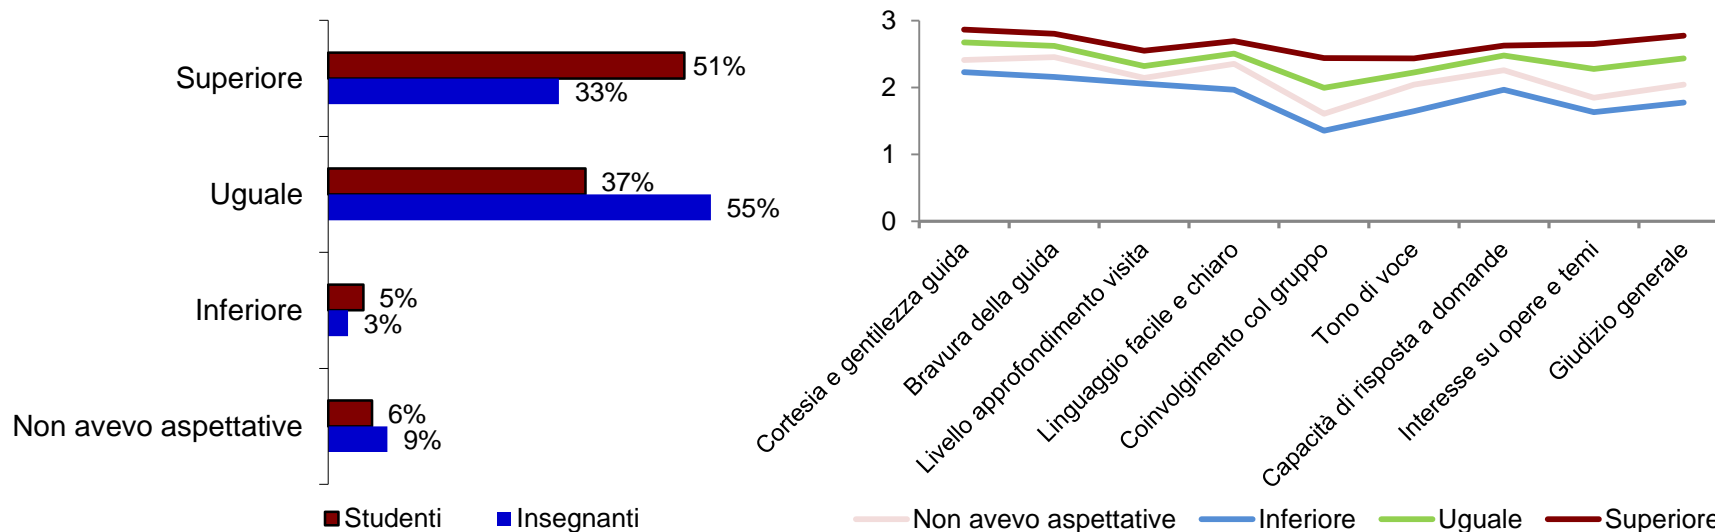 Superiore
51%
33%
Uguale
37%
55%
Inferiore
5%
3%
Non avevo aspettative
6%
9%
Studenti
Insegnanti
3
2
1
0
Cortesia e gentilezza guida
Bravura della guida
Livello approfondimento visita
Linguaggio facile e chiaro
Coinvolgimento col gruppo
Tono di voce
Capacità di risposta a domande
Interesse su opere e temi
Giudizio generale
Non avevo aspettative
Inferiore
Uguale
Superiore